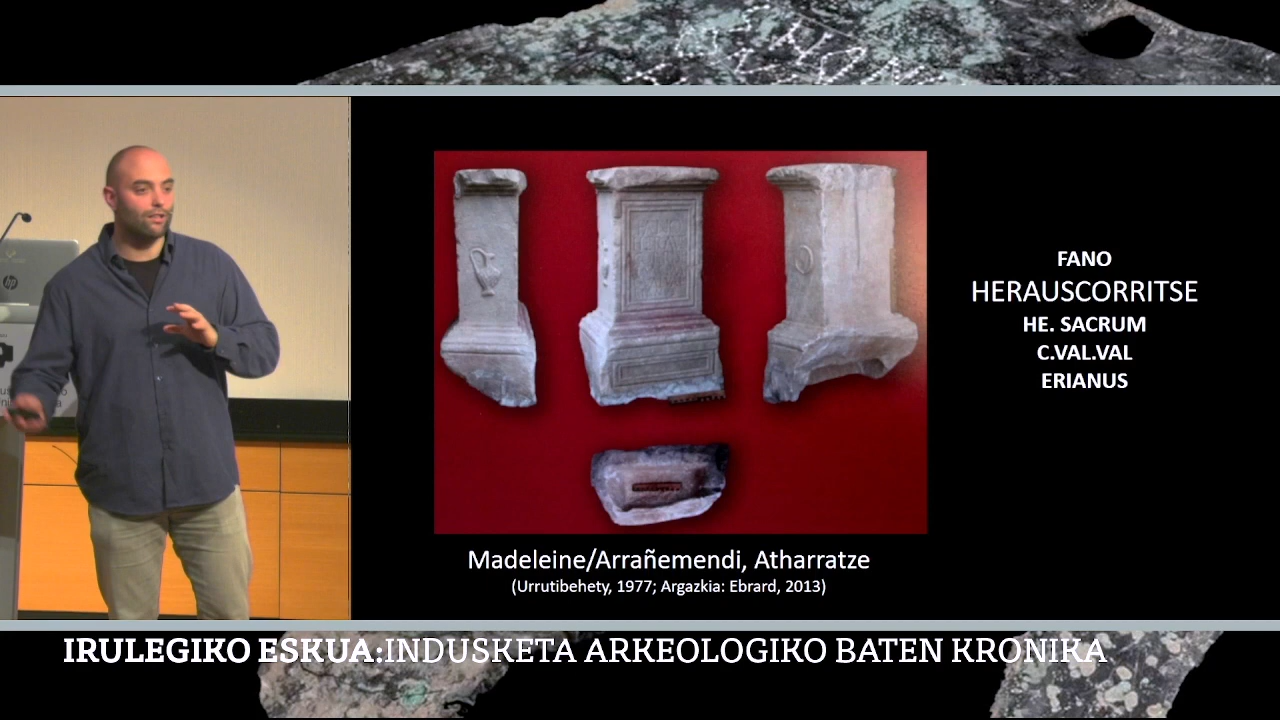 hp
FANO
HERAUSCORRITSE
HE. SACRUM
C.VAL.VAL
ERIANUS
Madeleine/Arrañemendi, Atharratze
(Urrutibehety, 1977; Argazkia: Ebrard, 2013)
IRULEGIKO ESKUA:INDUSKETA ARKEOLOGIKO BATEN KRONIKA